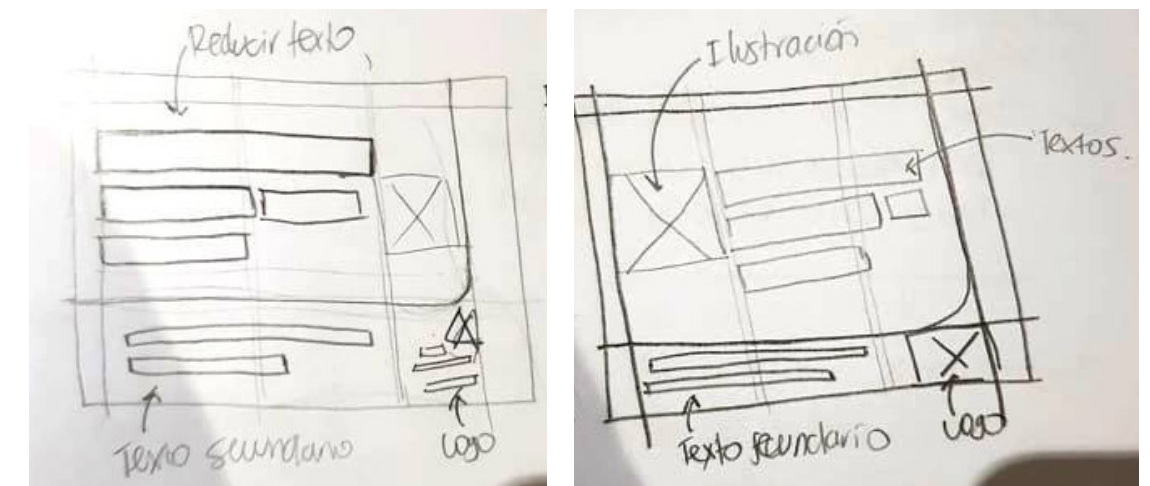 Reducir texto
Texto secundario
Logo
Ilustración
Textos.
Texto secundario
Logo